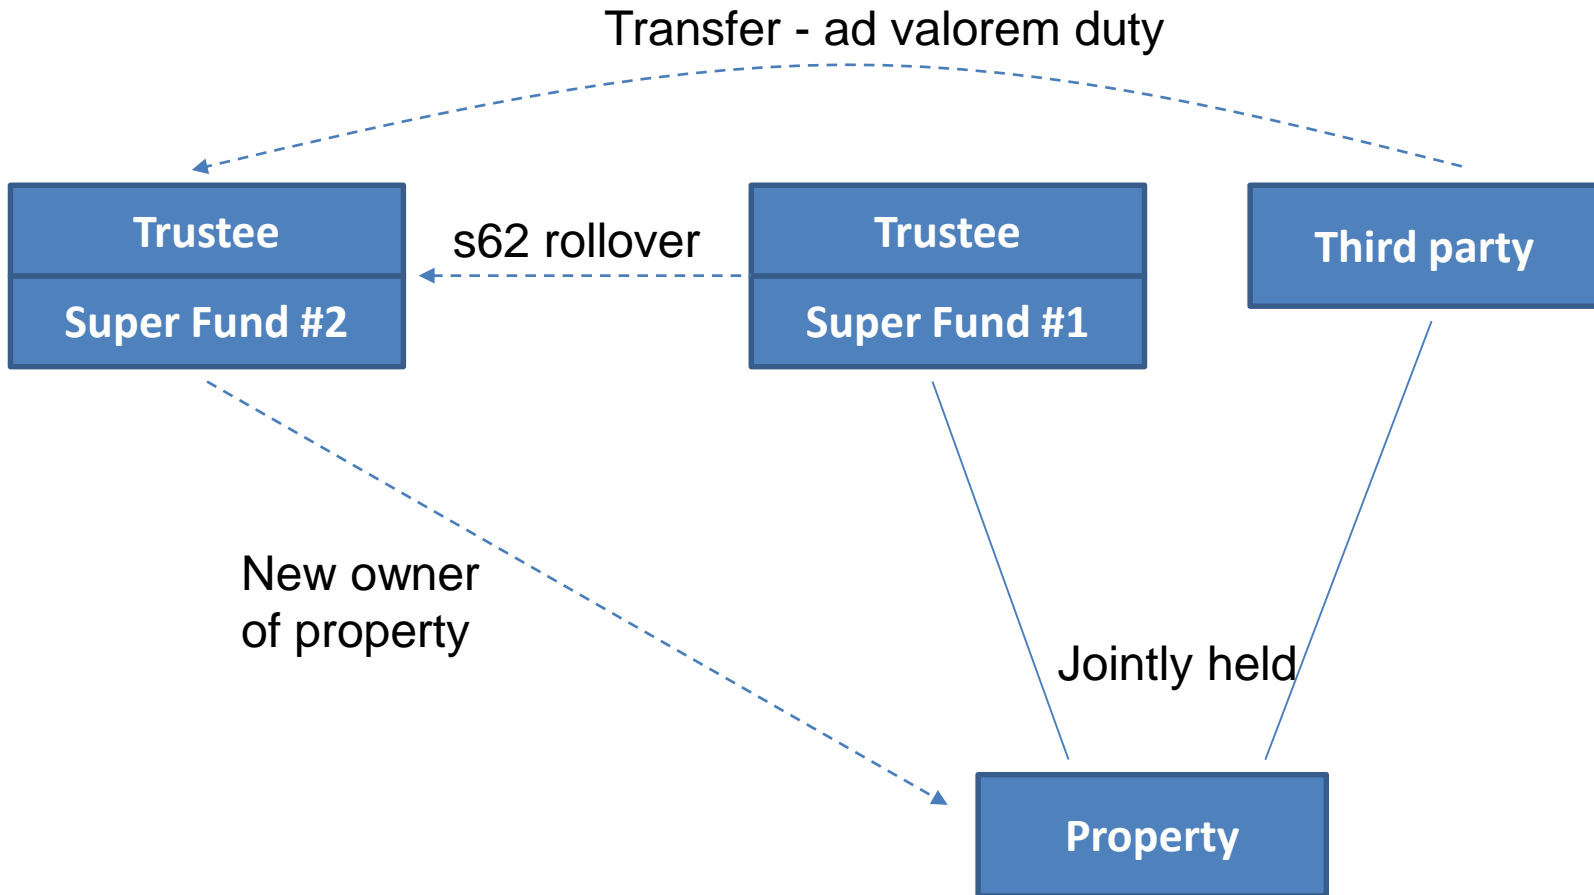 Transfer - ad valorem duty
Trustee
s62 rollover
Trustee
Third party
Super Fund #2
Super Fund #1
New owner
of property
Jointly held
Property